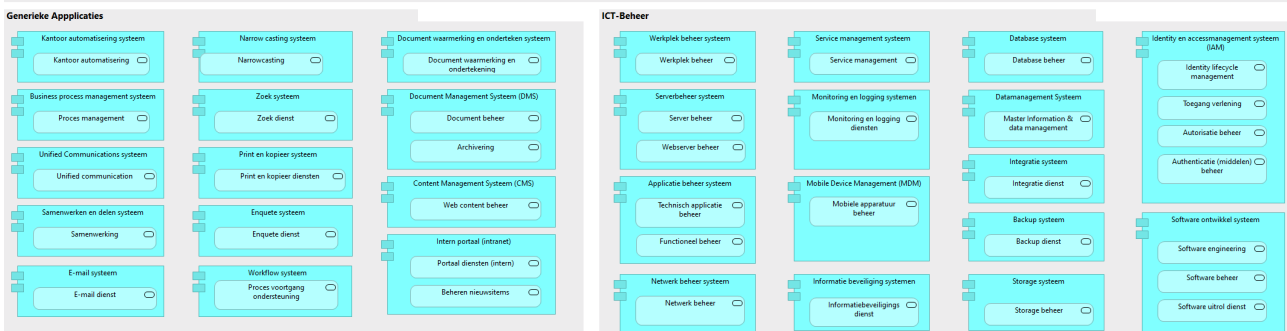 Generieke Appplicaties
Kantoor automatisering systeem
Kantoor automatisering
Business process management systeem
Proces management
Unified Communications systeem
Unified communication
Samenwerken en delen systeem
Samenwerking
E-mail systeem
E-mail dienst
Narrow casting systeem
Narrowcasting
Zoek systeem
Zoek dienst
Print en kopieer systeem
Print en kopieer diensten
Enquete systeem
Enquete dienst
Workflow systeem
Proces voortgang
ondersteuning
Document waarmerking en onderteken systeem
Document waarmerking en
ondertekening
Document Management Systeem (DMS)
Document beheer
Archivering
Content Management Systeem (CMS)
Web content beheer
Intern portaal (intranet)
Portaal diensten (intern)
Beheren nieuwsitems
ICT-Beheer
Werkplek beheer systeem
Werkplek beheer
Serverbeheer systeem
Server beheer
Webserver beheer
Applicatie beheer systeem
Technisch applicatie
beheer
Functioneel beheer
Netwerk beheer systeem
Netwerk beheer
Service management systeem
Service management
Monitoring en logging systemen
Monitoring en logging
diensten
Mobile Device Management (MDM)
Mobiele apparatuur
beheer
Informatie beveiliging systemen
Informatiebeveiligings
dienst
Database systeem
Database beheer
Datamanagement Systeem
Master Information &
data management
Integratie systeem
Integratie dienst
Backup systeem
Backup dienst
Storage systeem
Storage beheer
Identity en accessmanagement systeem
(IAM)
Identity lifecycle
management
Toegang verlening
Autorisatie beheer
Authenticatie (middelen)
beheer
Software ontwikkel systeem
Software engineering
Software beheer
Software uitrol dienst